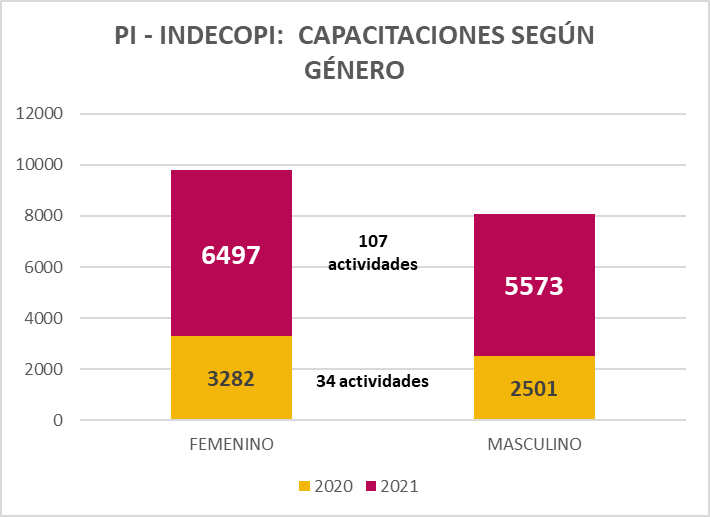 PI - INDECOPI:  CAPACITACIONES SEGÚN
GÉNERO
12000
10000
8000
6000
4000
2000
0
6497
3282
107
actividades
34 actividades
5573
2501
FEMENINO
MASCULINO
2020
2021